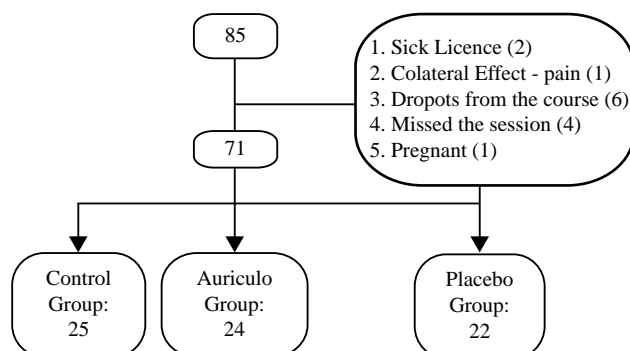 85
1. Sick Licence (2)
2. Colateral Effect - pain (1)
3. Dropots from the course (6)
4. Missed the session (4)
5. Pregnant (1)
71
Control
Group:
25
Auriculo
Group:
24
Placebo
Group:
22